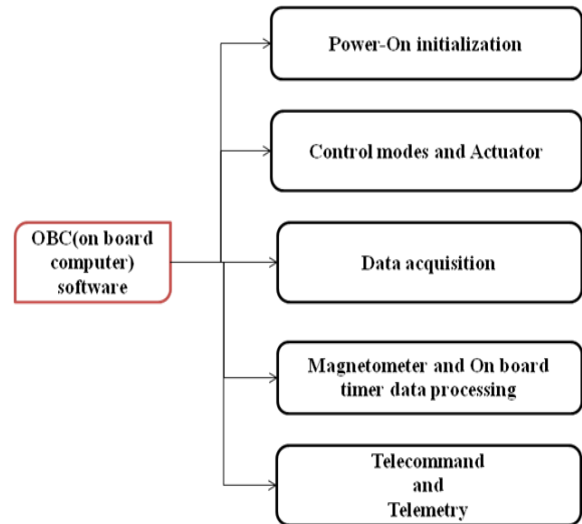 Power-On initialization
Control modes and Actuator
OBC(on board
computer)
software
Data acquisition
Magnetometer and On board
timer data processing
Telecommand
and
Telemetry